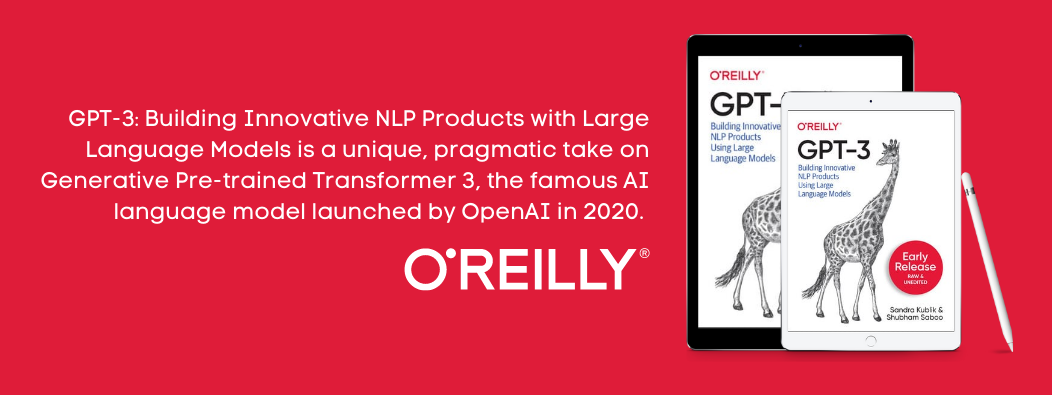 GPT-3: Building Innovative NLP Products with Large
Language Models is a unique, pragmatic take on
Generative Pre-trained Transformer 3, the famous AI
language model launched by OpenAI in 2020.
O'REILLY®
O'REILLY®
GPT-
Building Innovative
NLP Products
Using Large
Language Models
O'REILLY®
GPT-3
Building Innovative
NLP Products
Using Large
Language Models
Early
Release
RAW &
UNEDITED
Sandra Kublik &
Shubham Saboo